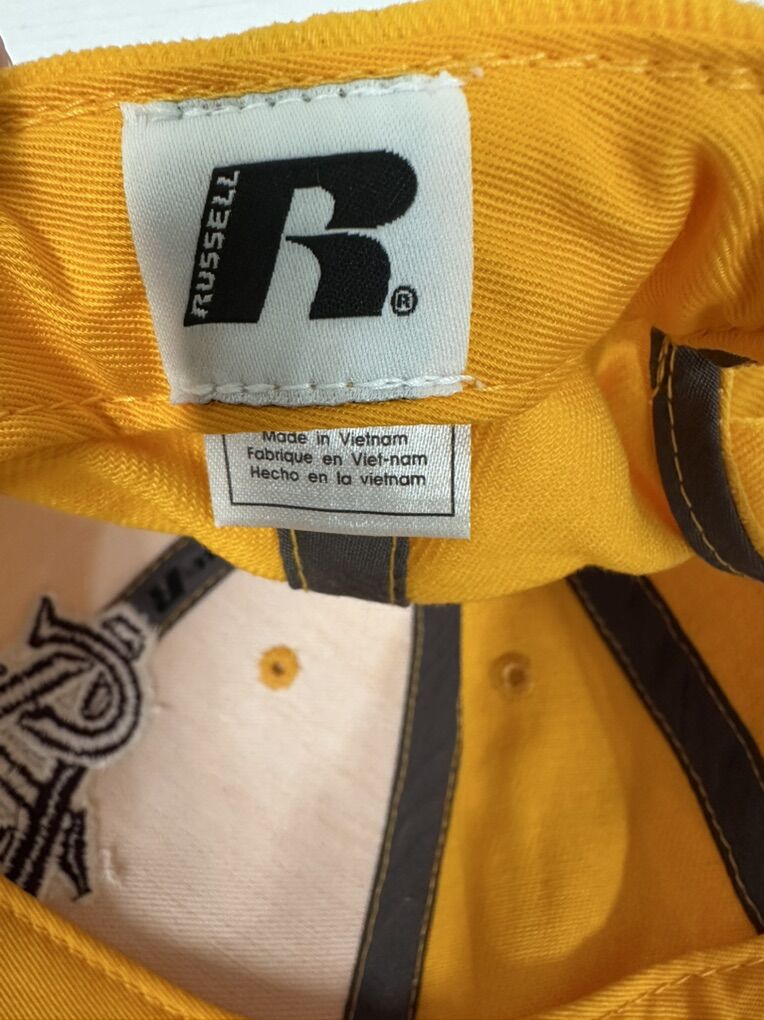 RUSSELL
R
®
Made in Vietnam
Fabrique en Viet-nam
Hecho en la vietnam